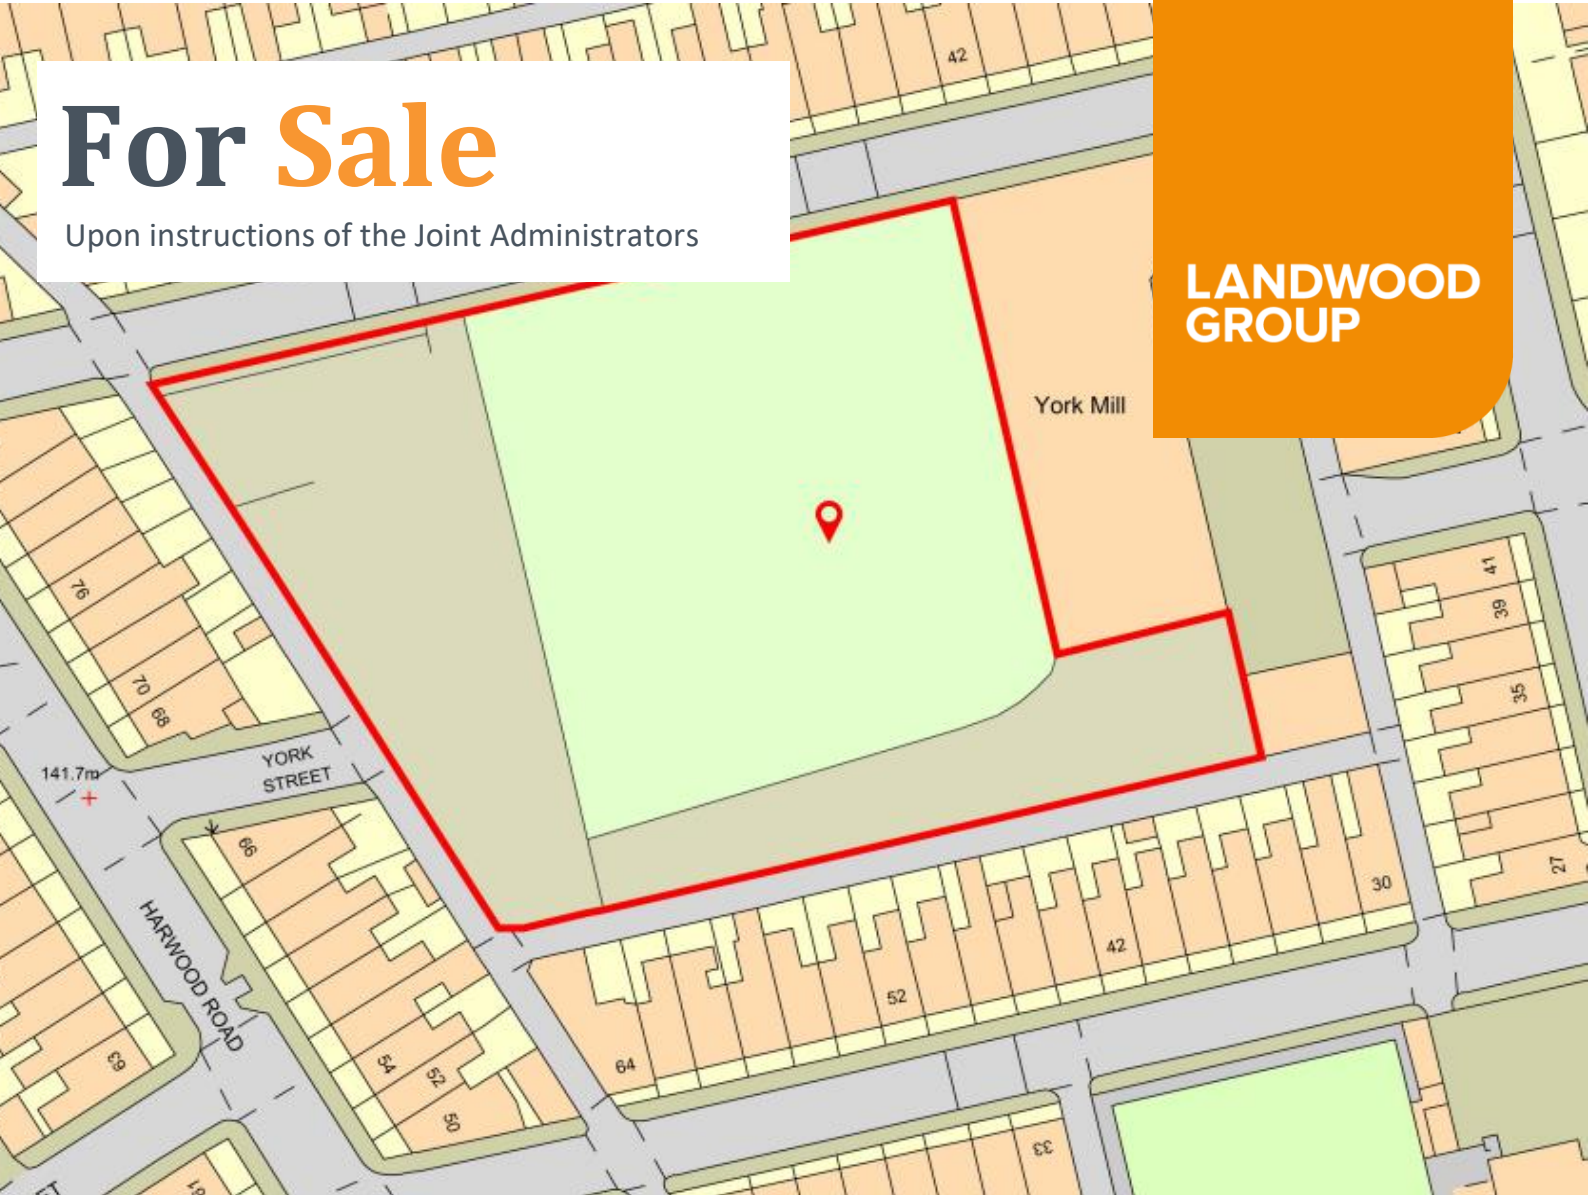 42
For Sale
Upon instructions of the Joint Administrators
LANDWOOD
GROUP
York Mill
76
70
68
141.7m
YORK
STREET
66
HARWOOD ROAD
63
54
52
50
64
52
42
30
41
39
35
27
33